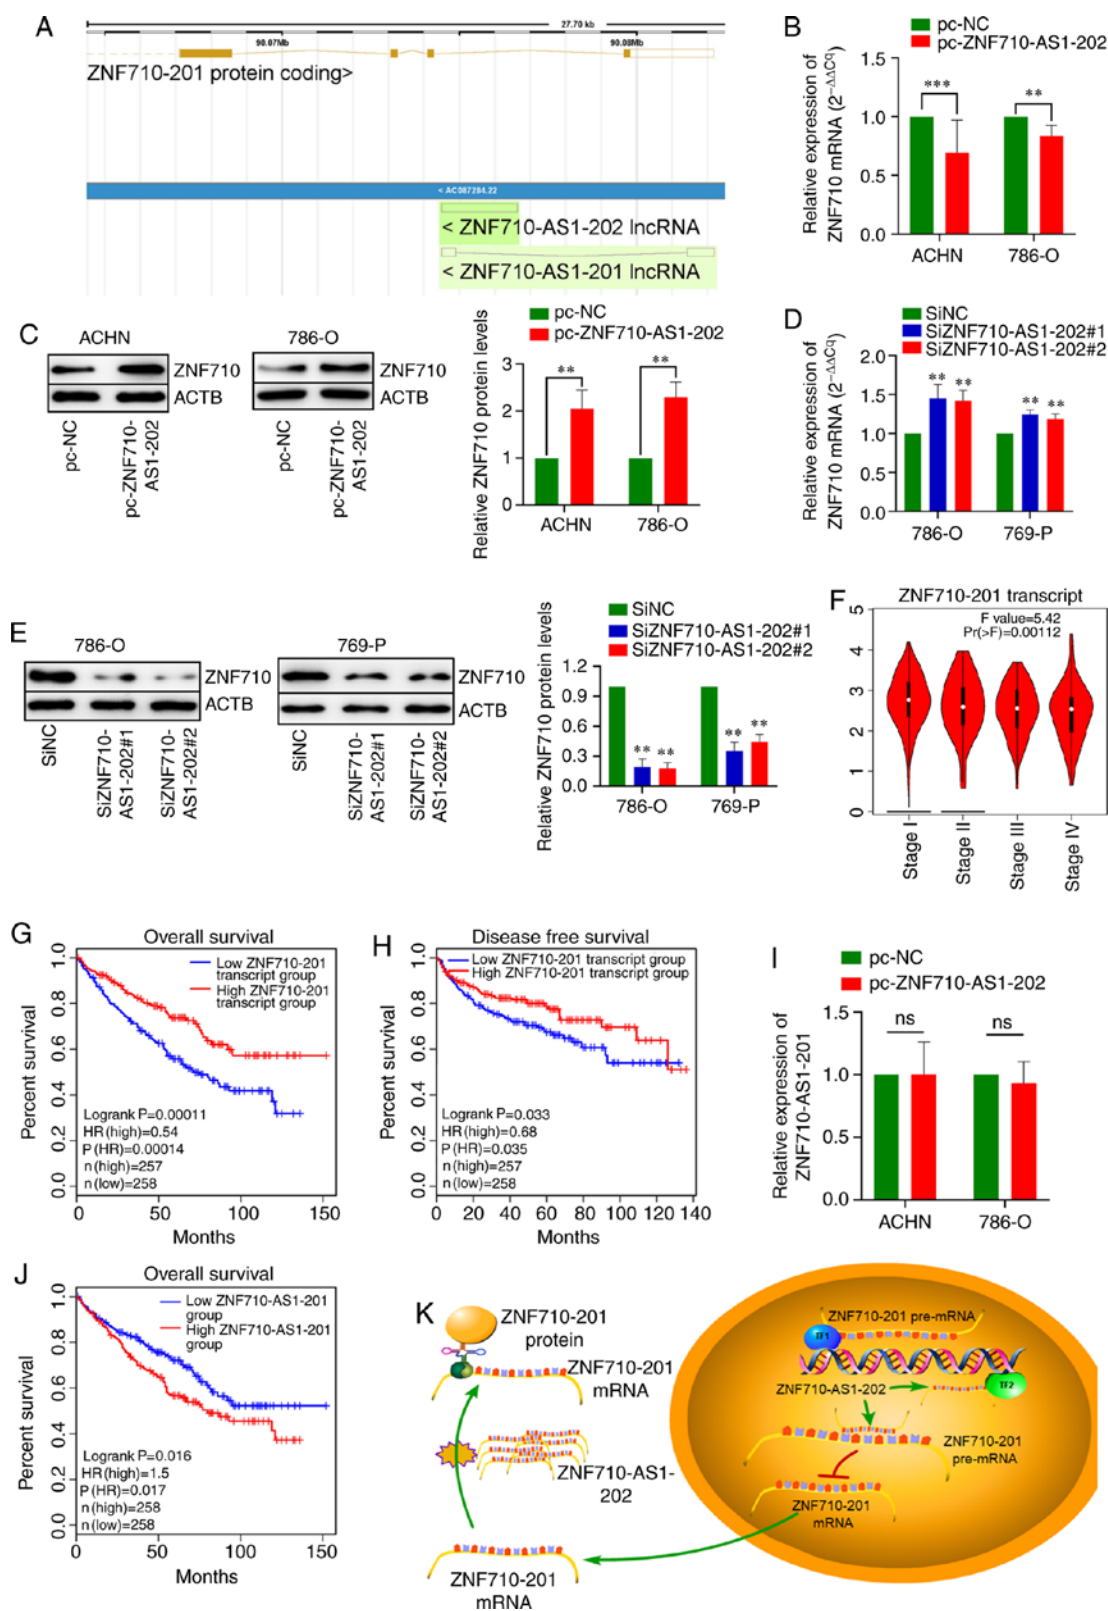 A
27.70 kb
90.07Mb
90.08Mb
ZNF710-201 protein coding>
< AC087284.22
< ZNF710-AS1-202 lncRNA
< ZNF710-AS1-201 lncRNA
B
pc-NC
pc-ZNF710-AS1-202
Relative expression of
ZNF710 mRNA (2−ΔΔCq)
1.5
1.0
0.5
0.0
***
**
ACHN
786-O
C
ACHN
786-O
ZNF710
ACTB
ZNF710
ACTB
pc-NC
pc-ZNF710-
AS1-202
pc-NC
pc-ZNF710-
AS1-202
pc-NC
pc-ZNF710-AS1-202
Relative ZNF710 protein levels
3
2
1
0
**
**
ACHN
786-O
D
SiNC
SiZNF710-AS1-202#1
SiZNF710-AS1-202#2
Relative expression of
ZNF710 mRNA (2−ΔΔCq)
2.0
1.5
1.0
0.5
0.0
**
**
**
**
786-O
769-P
E
786-O
769-P
ZNF710
ACTB
ZNF710
ACTB
SiNC
SiZNF710-
AS1-202#1
SiZNF710-
AS1-202#2
SiNC
SiZNF710-
AS1-202#1
SiZNF710-
AS1-202#2
SiNC
SiZNF710-AS1-202#1
SiZNF710-AS1-202#2
Relative ZNF710 protein levels
1.2
0.9
0.6
0.3
0.0
**
**
**
**
786-O
769-P
F
ZNF710-201 transcript
F value=5.42
Pr(>F)=0.00112
5
4
3
2
1
0
Stage I
Stage II
Stage III
Stage IV
G
Overall survival
Low ZNF710-201
transcript group
High ZNF710-201
transcript group
Percent survival
1.0
0.8
0.6
0.4
0.2
0.0
Logrank P=0.00011
HR(high)=0.54
P(HR)=0.00014
n(high)=257
n(low)=258
0
50
100
150
Months
H
Disease free survival
Low ZNF710-201 transcript group
High ZNF710-201 transcript group
Percent survival
1.0
0.8
0.6
0.4
0.2
0.0
Logrank P=0.033
HR(high)=0.68
P(HR)=0.035
n(high)=257
n(low)=258
0 20 40 60 80 100 120 140
Months
I
pc-NC
pc-ZNF710-AS1-202
Relative expression of
ZNF710-AS1-201
1.5
1.0
0.5
0.0
ns
ns
ACHN
786-O
J
Overall survival
Low ZNF710-AS1-201
group
High ZNF710-AS1-201
group
Percent survival
1.0
0.8
0.6
0.4
0.2
0.0
Logrank P=0.016
HR(high)=1.5
P(HR)=0.017
n(high)=258
n(low)=258
0
50
100
150
Months
K
ZNF710-201
protein
ZNF710-201
mRNA
ZNF710-AS1-
202
ZNF710-201
mRNA
ZNF710-201 pre-mRNA
TF1
TF2
ZNF710-AS1-202
ZNF710-201
pre-mRNA
ZNF710-201
mRNA